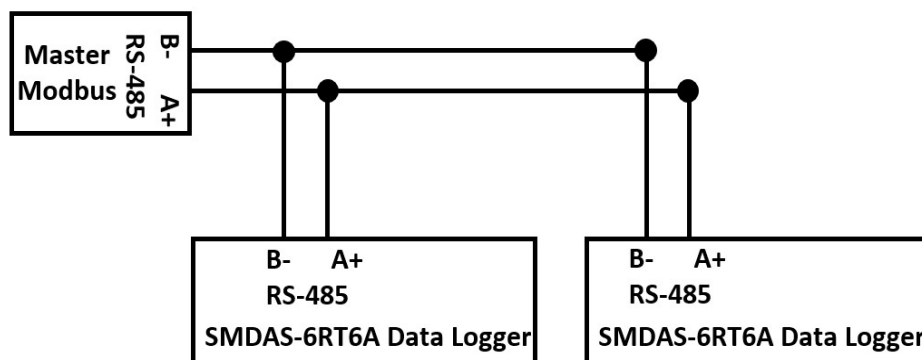 Master
Modbus
RS-485
B-
A+
B- A+
RS-485
SMDAS-6RT6A Data Logger
B- A+
RS-485
SMDAS-6RT6A Data Logger